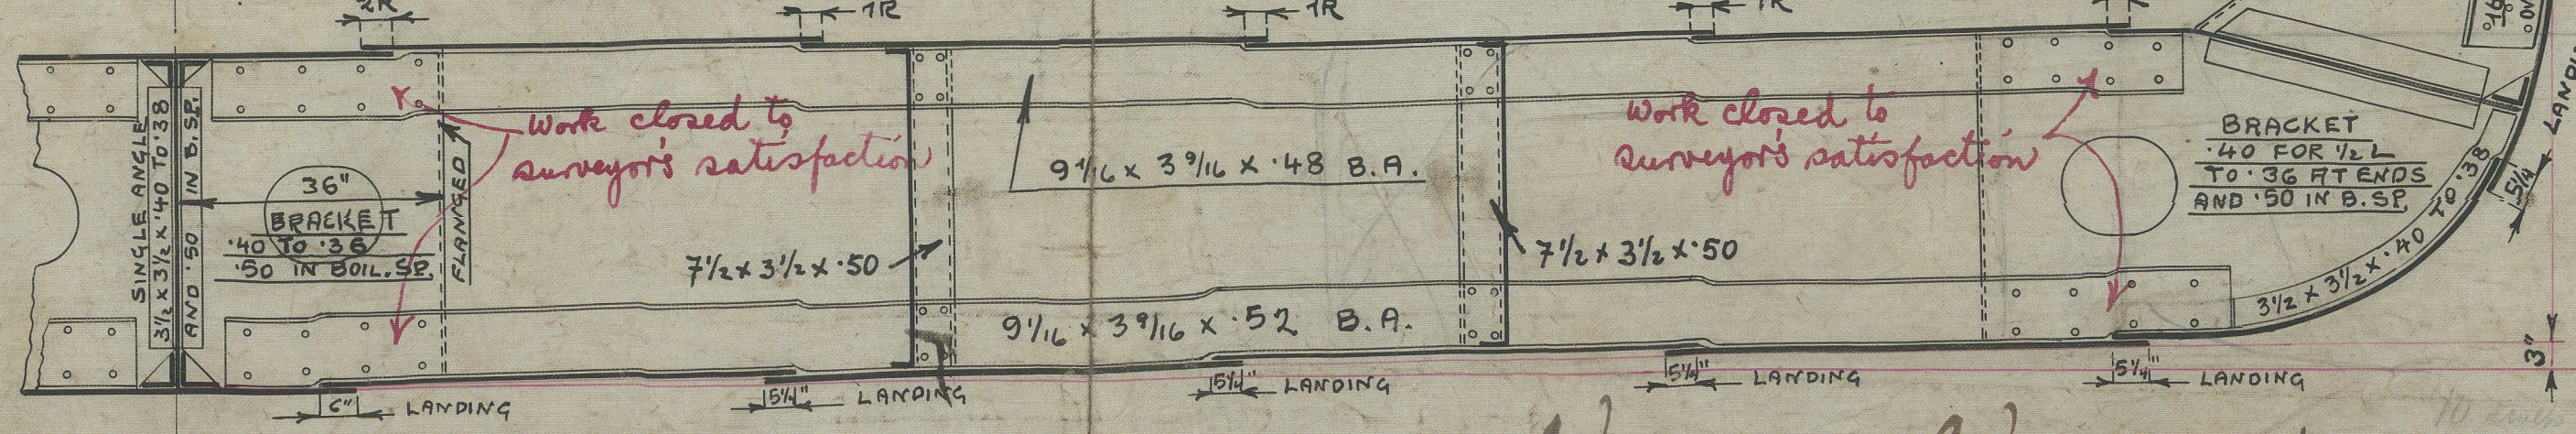 2R
1R
1R
1R
16
SINGLE ANGLE
3½ x 3½ x ·40 TO ·38
AND ·50 IN B.SP.
36"
BRACKET
·40 TO ·36
·50 IN BOIL. SP.
FLANGED
Work closed to
surveyor's satisfaction
7½ x 3½ x ·50
9 1/16 x 3 9/16 x ·48 B.A.
9 1/16 x 3 9/16 x ·52 B.A.
7½ x 3½ x ·50
Work closed to
surveyor's satisfaction
BRACKET
·40 FOR ½ L
TO ·36 AT ENDS
AND ·50 IN B.SP.
3½ x 3½ x ·40 TO ·38
5¼
3"
6" LANDING
5¼" LANDING
5¼" LANDING
5¼" LANDING
5¼" LANDING